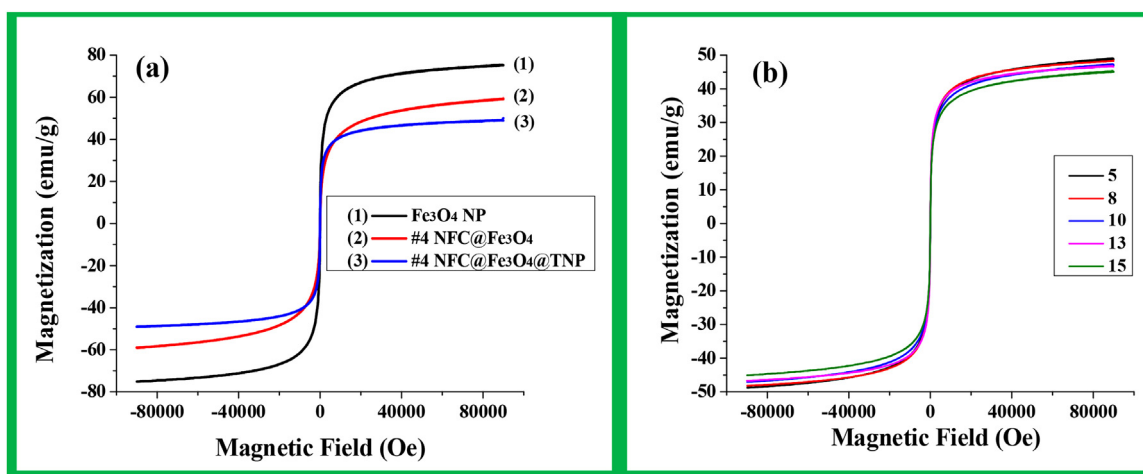 (a)
80
60
40
20
0
-20
-40
-60
-80
Magnetization (emu/g)
(1)
(2)
(3)
(1) Fe₃O₄ NP
(2) #4 NFC@Fe₃O₄
(3) #4 NFC@Fe₃O₄@TNP
-80000 -40000 0 40000 80000
Magnetic Field (Oe)
(b)
50
40
30
20
10
0
-10
-20
-30
-40
-50
Magnetization (emu/g)
5
8
10
13
15
-80000 -40000 0 40000 80000
Magnetic Field (Oe)